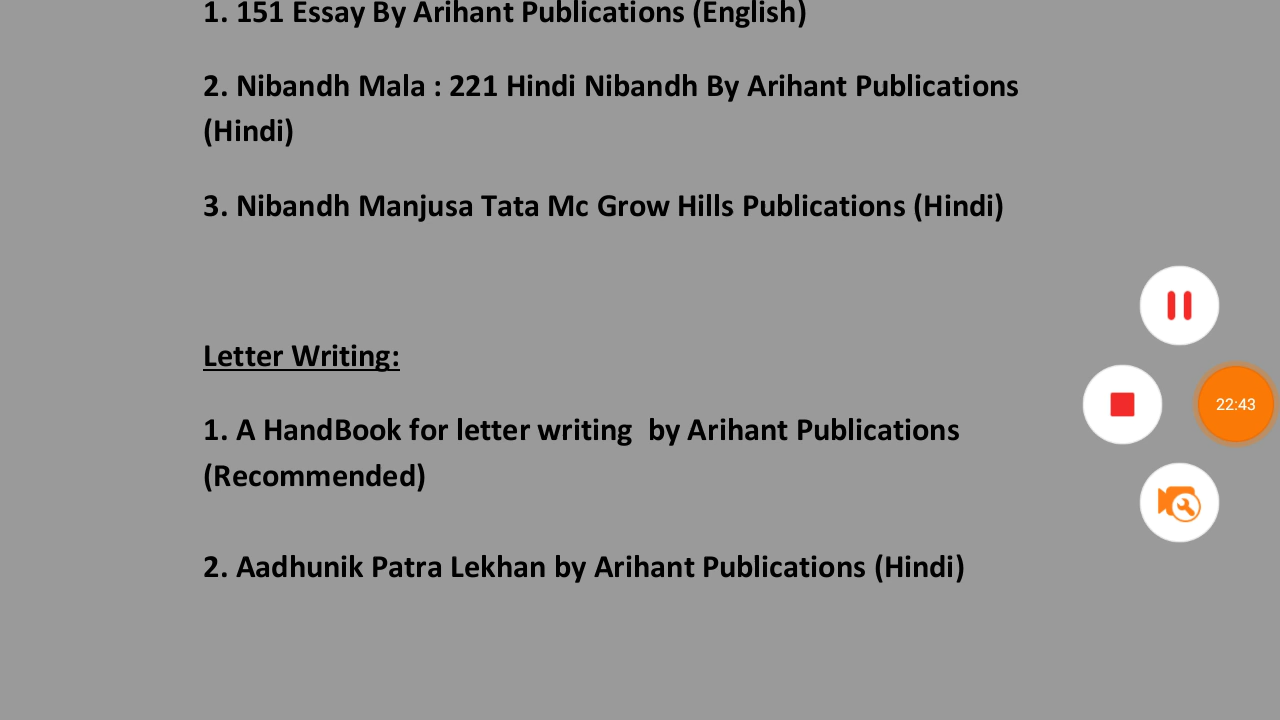 1. 151 Essay By Arihant Publications (English)
2. Nibandh Mala : 221 Hindi Nibandh By Arihant Publications
(Hindi)
3. Nibandh Manjusa Tata Mc Grow Hills Publications (Hindi)
Letter Writing:
1. A HandBook for letter writing  by Arihant Publications
(Recommended)
2. Aadhunik Patra Lekhan by Arihant Publications (Hindi)
22:43